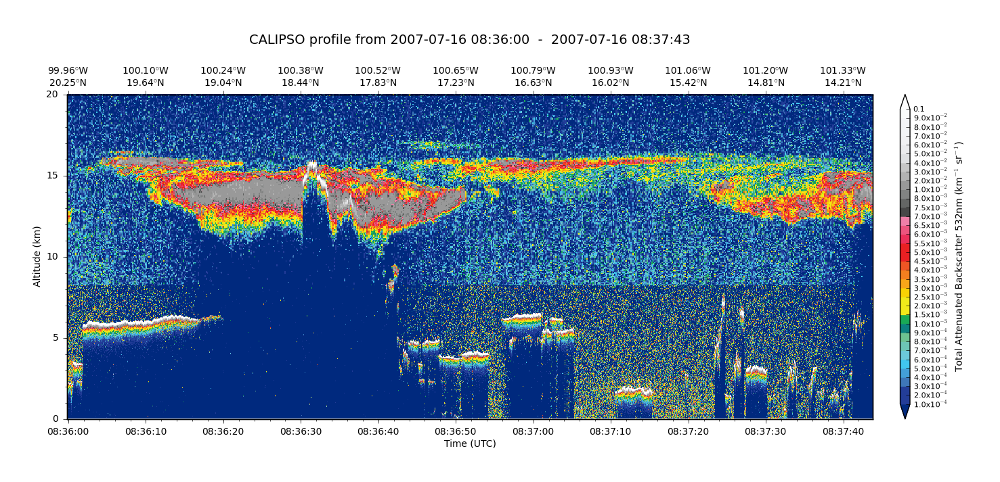 CALIPSO profile from 2007-07-16 08:36:00 - 2007-07-16 08:37:43
99.96°W 100.10°W 100.24°W 100.38°W 100.52°W 100.65°W 100.79°W 100.93°W 101.06°W 101.20°W 101.33°W
20.25°N 19.64°N 19.04°N 18.44°N 17.83°N 17.23°N 16.63°N 16.02°N 15.42°N 14.81°N 14.21°N
20
15
10
5
0
Altitude (km)
08:36:00 08:36:10 08:36:20 08:36:30 08:36:40 08:36:50 08:37:00 08:37:10 08:37:20 08:37:30 08:37:40
Time (UTC)
0.1
9.0x10⁻²
8.0x10⁻²
7.0x10⁻²
6.0x10⁻²
5.0x10⁻²
4.0x10⁻²
3.0x10⁻²
2.0x10⁻²
1.0x10⁻²
8.0x10⁻³
7.5x10⁻³
7.0x10⁻³
6.5x10⁻³
6.0x10⁻³
5.5x10⁻³
5.0x10⁻³
4.5x10⁻³
4.0x10⁻³
3.5x10⁻³
3.0x10⁻³
2.5x10⁻³
2.0x10⁻³
1.5x10⁻³
1.0x10⁻³
9.0x10⁻⁴
8.0x10⁻⁴
7.0x10⁻⁴
6.0x10⁻⁴
5.0x10⁻⁴
4.0x10⁻⁴
3.0x10⁻⁴
2.0x10⁻⁴
1.0x10⁻⁴
Total Attenuated Backscatter 532nm (km⁻¹ sr⁻¹)